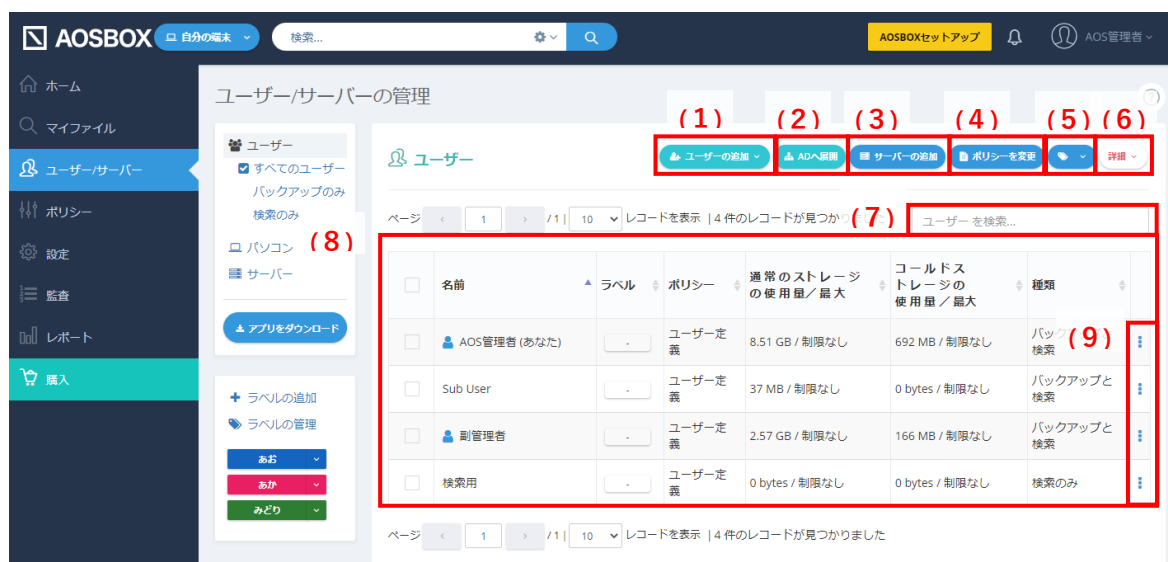 AOSBOX 自分の端末 検索... AOSBOXセットアップ AOS管理者
ホーム
マイファイル
ユーザー/サーバー
ポリシー
設定
監査
レポート
購入
ユーザー/サーバーの管理
ユーザー
すべてのユーザー
バックアップのみ
検索のみ
(8)
パソコン
サーバー
アプリをダウンロード
ラベルの追加
ラベルの管理
あお
あか
みどり
(1) (2) (3) (4) (5) (6)
ユーザー ユーザーの追加 ADへ展開 サーバーの追加 ポリシーを変更 詳細
ページ 1 / 1 | 10 レコードを表示 | 4 件のレコードが見つかりました
(7) ユーザー を検索...
名前 ラベル ポリシー 通常のストレージの使用量/最大 コールドストレージの使用量/最大 種類
AOS管理者 (あなた) - ユーザー定義 8.51 GB / 制限なし 692 MB / 制限なし バックアップと検索
(9)
Sub User - ユーザー定義 37 MB / 制限なし 0 bytes / 制限なし バックアップと検索
副管理者 - ユーザー定義 2.57 GB / 制限なし 166 MB / 制限なし バックアップと検索
検索用 - ユーザー定義 0 bytes / 制限なし 0 bytes / 制限なし 検索のみ
ページ 1 / 1 | 10 レコードを表示 | 4 件のレコードが見つかりました